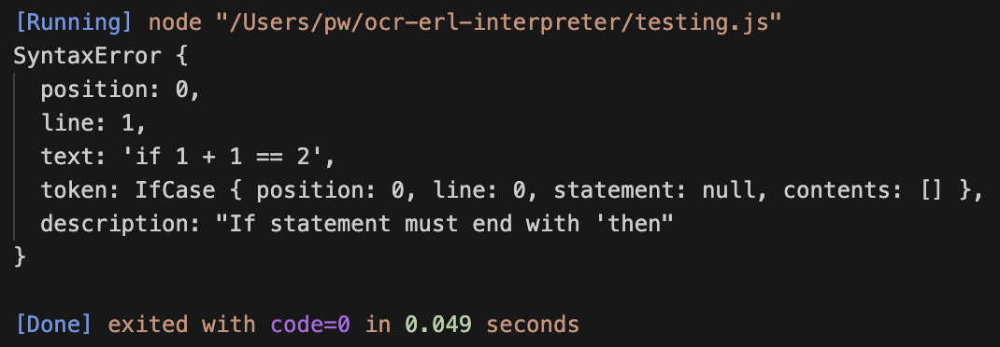 [Running] node "/Users/pw/ocr-erl-interpreter/testing.js"
SyntaxError {
  position: 0,
  line: 1,
  text: 'if 1 + 1 == 2',
  token: IfCase { position: 0, line: 0, statement: null, contents: [] },
  description: "If statement must end with 'then"
}

[Done] exited with code=0 in 0.049 seconds